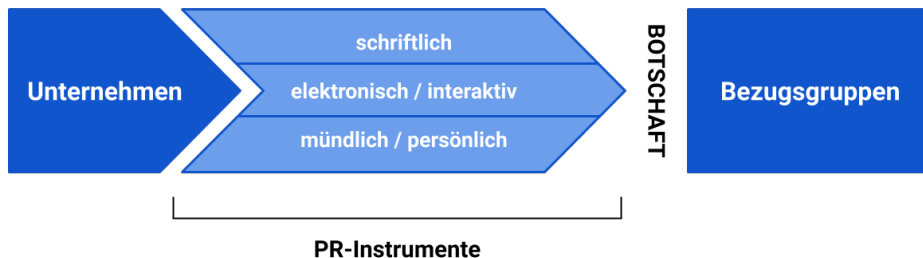 Unternehmen
schriftlich
elektronisch / interaktiv
mündlich / persönlich
BOTSCHAFT
Bezugsgruppen
PR-Instrumente